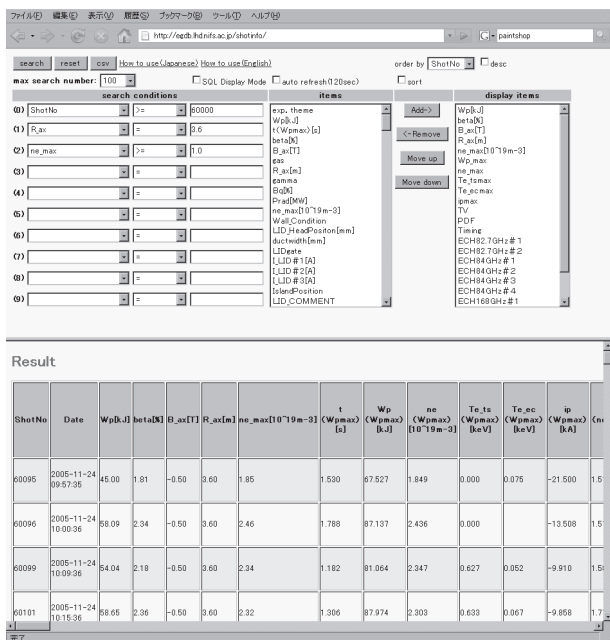 ファイル(F) 編集(E) 表示(V) 履歴(S) ブックマーク(B) ツール(T) ヘルプ(H)
http://egdb.lhd.nifs.ac.jp/shotinfo/
paintshop
search reset csv How to use(Japanese) How to use(English) order by ShotNo desc
max search number: 100 SQL Display Mode auto refresh(120sec) sort
search conditions items display items
(0) ShotNo >= 60000
(1) R_ax = 3.6
(2) ne_max >= 1.0
(3) =
(4) =
(5) =
(6) =
(7) =
(8) =
(9) =
exp. theme
Wp[kJ]
t(Wpmax)[s]
beta[%]
B_ax[T]
gas
R_ax[m]
gamma
Bq[%]
Prad[MW]
ne_max[10^19m-3]
Wall_Condition
LID_HeadPositon[mm]
ductwidth[mm]
LIDgate
I_LID#1[A]
I_LID#2[A]
I_LID#3[A]
IslandPosition
LID_COMMENT
Add->
<-Remove
Move up
Move down
Wp[kJ]
beta[%]
B_ax[T]
R_ax[m]
ne_max[10^19m-3]
Wp_max
ne_max
Te_tsmax
Te_ecmax
ipmax
TV
PDF
Timing
ECH82.7GHz#1
ECH82.7GHz#2
ECH84GHz#1
ECH84GHz#2
ECH84GHz#3
ECH84GHz#4
ECH168GHz#1
Result
ShotNo Date Wp[kJ] beta[%] B_ax[T] R_ax[m] ne_max[10^19m-3] t (Wpmax) [s] Wp (Wpmax) [kJ] ne (Wpmax) [10^19m-3] Te_ts (Wpmax) [keV] Te_ec (Wpmax) [keV] ip (Wpmax) [kA]
60095 2005-11-24 09:57:35 45.00 1.81 -0.50 3.60 1.85 1.530 67.527 1.849 0.000 0.075 -21.500 1.5
60096 2005-11-24 10:00:36 58.09 2.34 -0.50 3.60 2.46 1.788 87.137 2.436 0.000 -13.508 1.5
60099 2005-11-24 10:09:36 54.04 2.18 -0.50 3.60 2.34 1.182 81.064 2.347 0.627 0.052 -9.910
60101 2005-11-24 10:15:36 58.65 2.36 -0.50 3.60 2.32 1.306 87.974 2.303 0.633 0.067 -9.858 1.7
完了